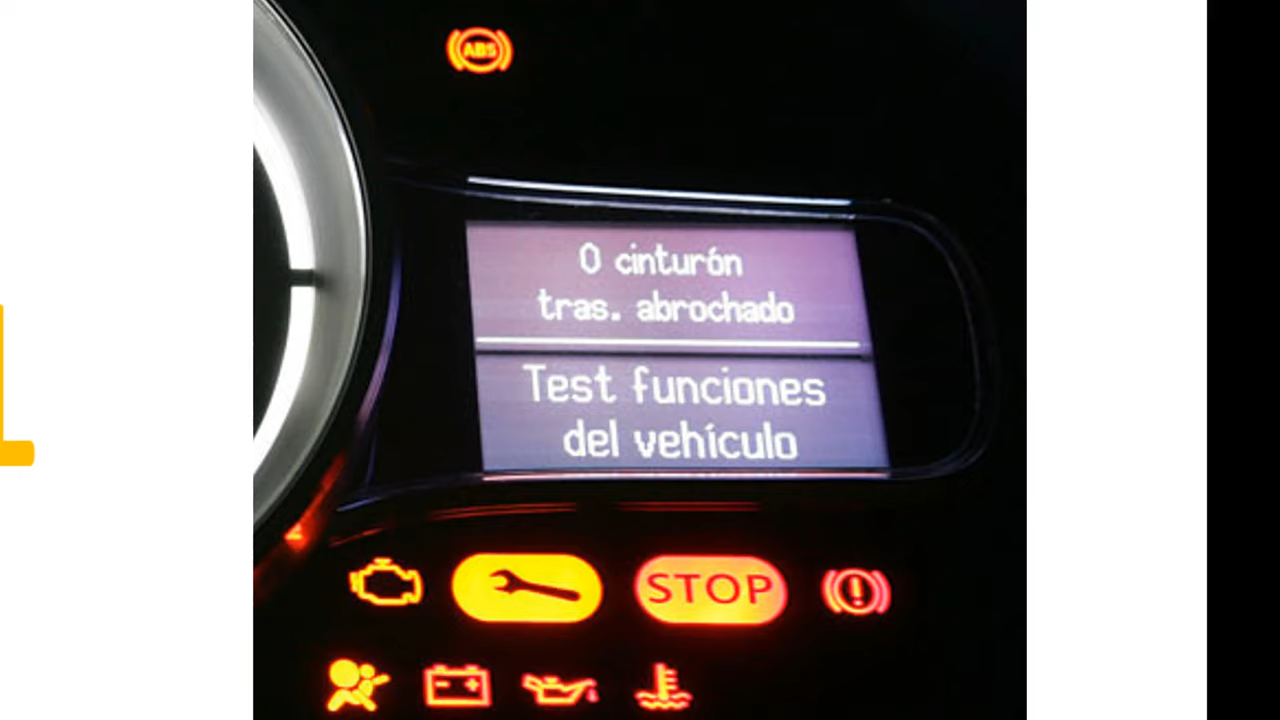 ABS
0 cinturón
tras. abrochado
Test funciones
del vehículo
STOP